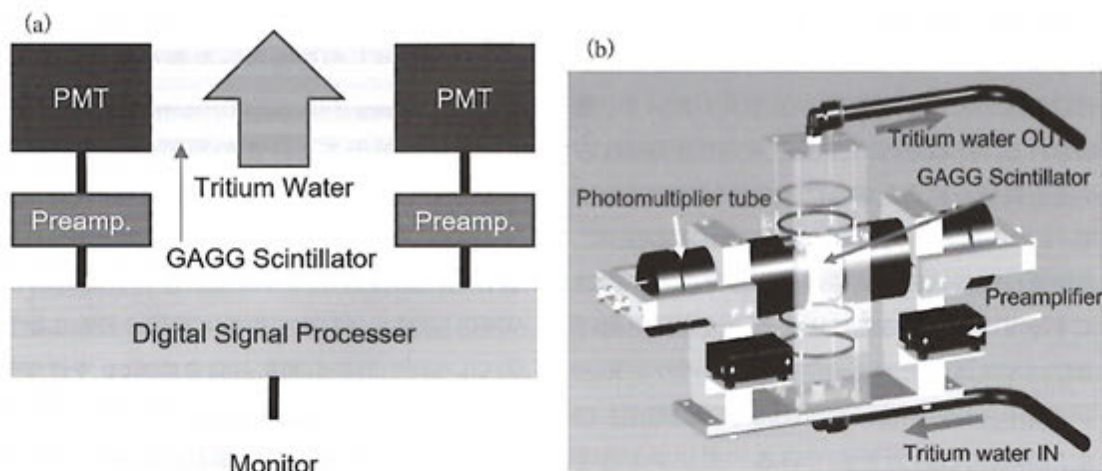 (a)
PMT
PMT
Tritium Water
Preamp.
Preamp.
GAGG Scintillator
Digital Signal Processer
Monitor
(b)
Tritium water OUT
GAGG Scintillator
Photomultiplier tube
Preamplifier
Tritium water IN